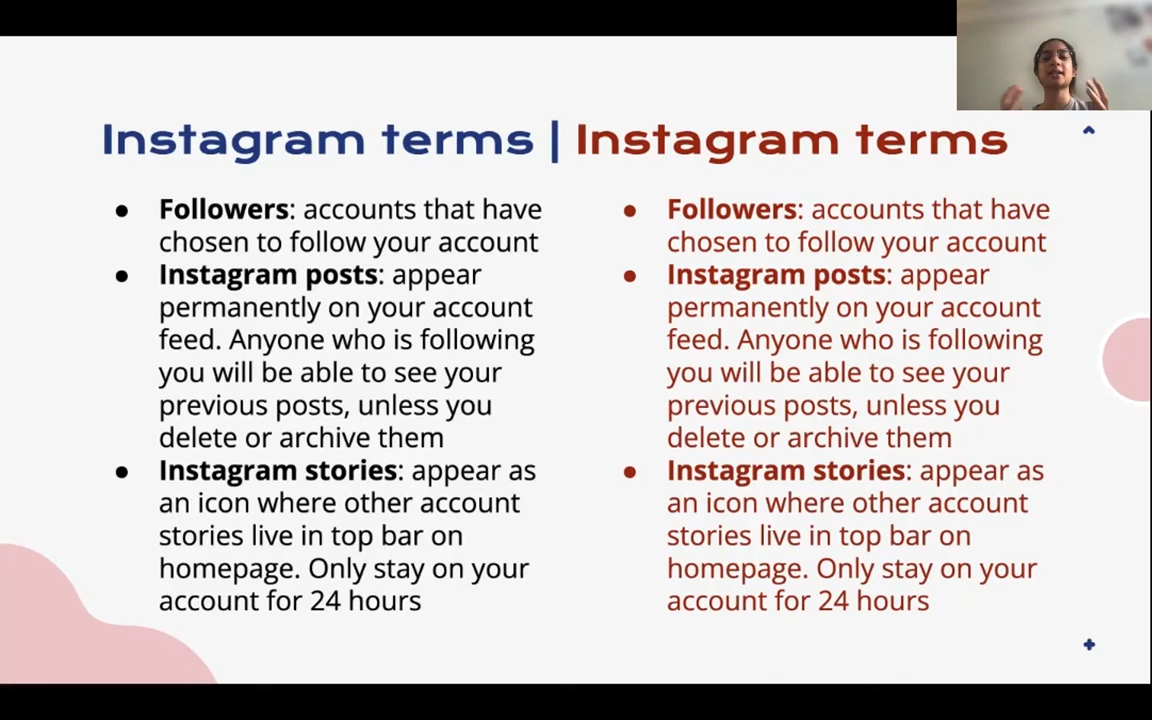 Instagram terms | Instagram terms
● Followers: accounts that have
chosen to follow your account
● Instagram posts: appear
permanently on your account
feed. Anyone who is following
you will be able to see your
previous posts, unless you
delete or archive them
● Instagram stories: appear as
an icon where other account
stories live in top bar on
homepage. Only stay on your
account for 24 hours
● Followers: accounts that have
chosen to follow your account
● Instagram posts: appear
permanently on your account
feed. Anyone who is following
you will be able to see your
previous posts, unless you
delete or archive them
● Instagram stories: appear as
an icon where other account
stories live in top bar on
homepage. Only stay on your
account for 24 hours